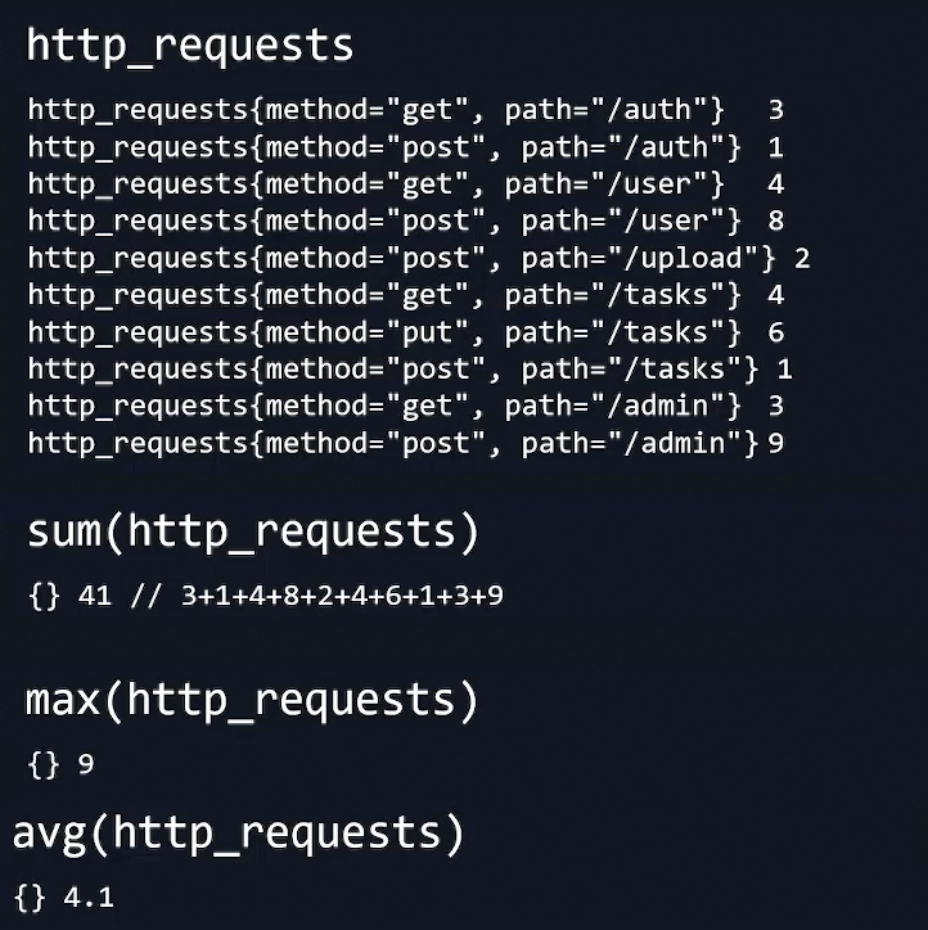 http_requests
http_requests{method="get", path="/auth"} 3
http_requests{method="post", path="/auth"} 1
http_requests{method="get", path="/user"} 4
http_requests{method="post", path="/user"} 8
http_requests{method="post", path="/upload"} 2
http_requests{method="get", path="/tasks"} 4
http_requests{method="put", path="/tasks"} 6
http_requests{method="post", path="/tasks"} 1
http_requests{method="get", path="/admin"} 3
http_requests{method="post", path="/admin"} 9
sum(http_requests)
{} 41 // 3+1+4+8+2+4+6+1+3+9
max(http_requests)
{} 9
avg(http_requests)
{} 4.1